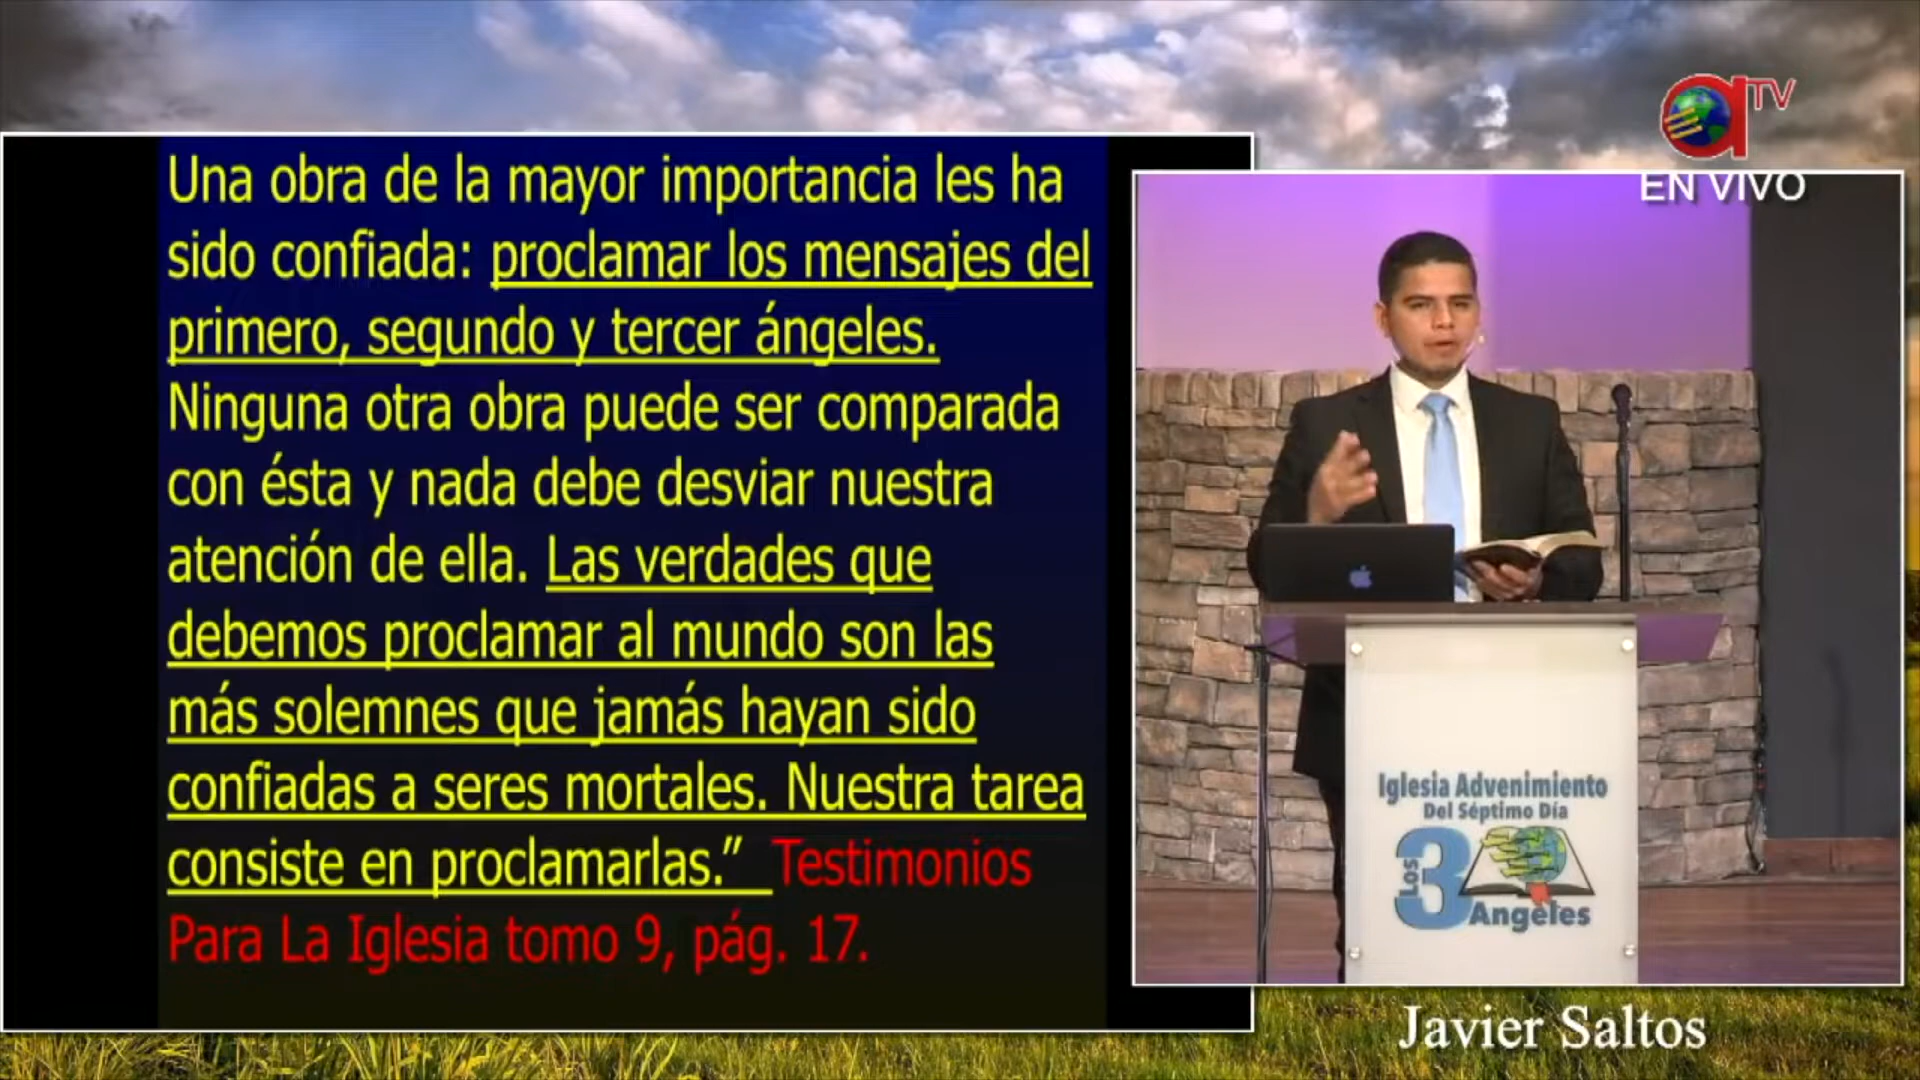 Una obra de la mayor importancia les ha
sido confiada: proclamar los mensajes del
primero, segundo y tercer ángeles.
Ninguna otra obra puede ser comparada
con ésta y nada debe desviar nuestra
atención de ella. Las verdades que
debemos proclamar al mundo son las
más solemnes que jamás hayan sido
confiadas a seres mortales. Nuestra tarea
consiste en proclamarlas.” Testimonios
Para La Iglesia tomo 9, pág. 17.
a TV
EN VIVO
Iglesia Advenimiento
Del Séptimo Día
Los 3
Angeles
Javier Saltos